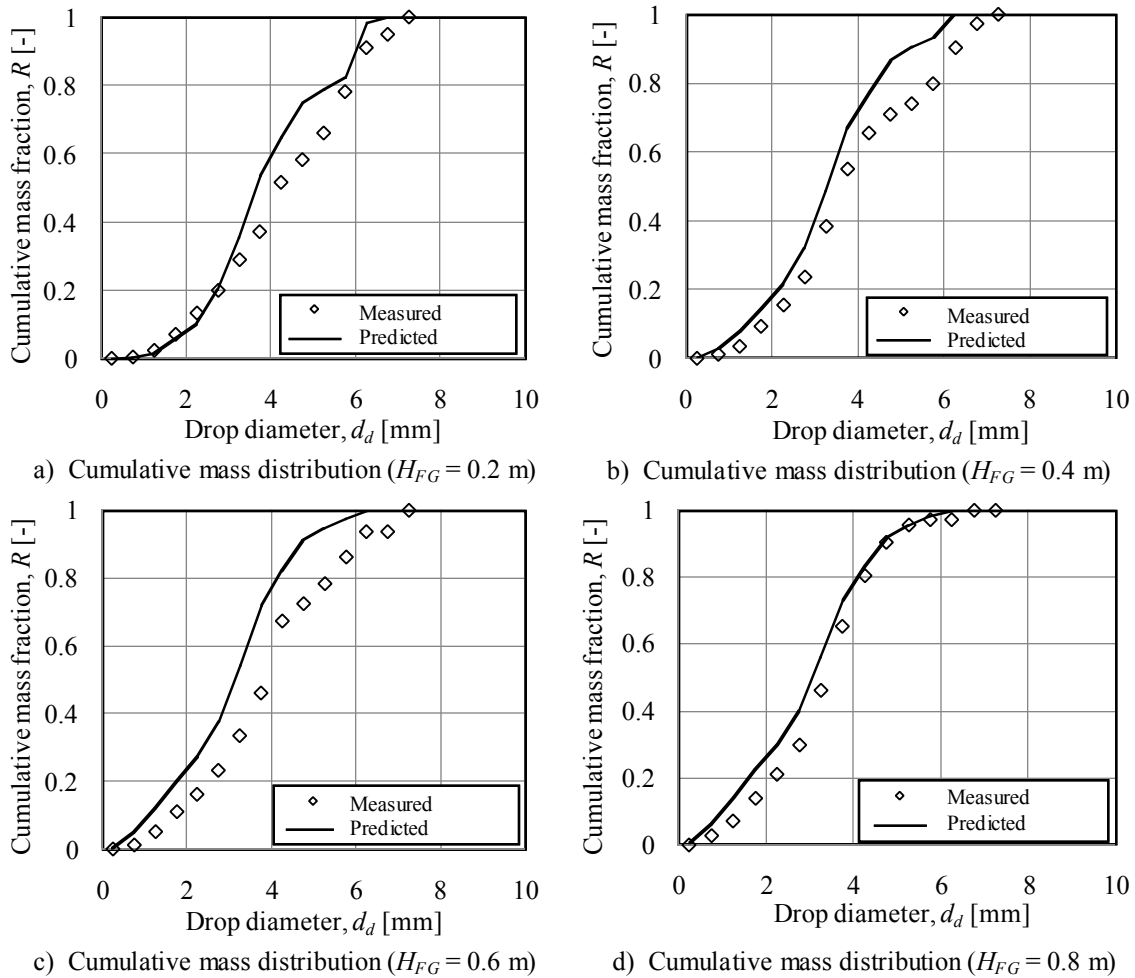 Cumulative mass fraction, R [-]
1
0.8
0.6
0.4
0.2
0
Measured
Predicted
0 2 4 6 8 10
Drop diameter, d_d [mm]
a) Cumulative mass distribution (H_FG = 0.2 m)
Cumulative mass fraction, R [-]
1
0.8
0.6
0.4
0.2
0
Measured
Predicted
0 2 4 6 8 10
Drop diameter, d_d [mm]
b) Cumulative mass distribution (H_FG = 0.4 m)
Cumulative mass fraction, R [-]
1
0.8
0.6
0.4
0.2
0
Measured
Predicted
0 2 4 6 8 10
Drop diameter, d_d [mm]
c) Cumulative mass distribution (H_FG = 0.6 m)
Cumulative mass fraction, R [-]
1
0.8
0.6
0.4
0.2
0
Measured
Predicted
0 2 4 6 8 10
Drop diameter, d_d [mm]
d) Cumulative mass distribution (H_FG = 0.8 m)